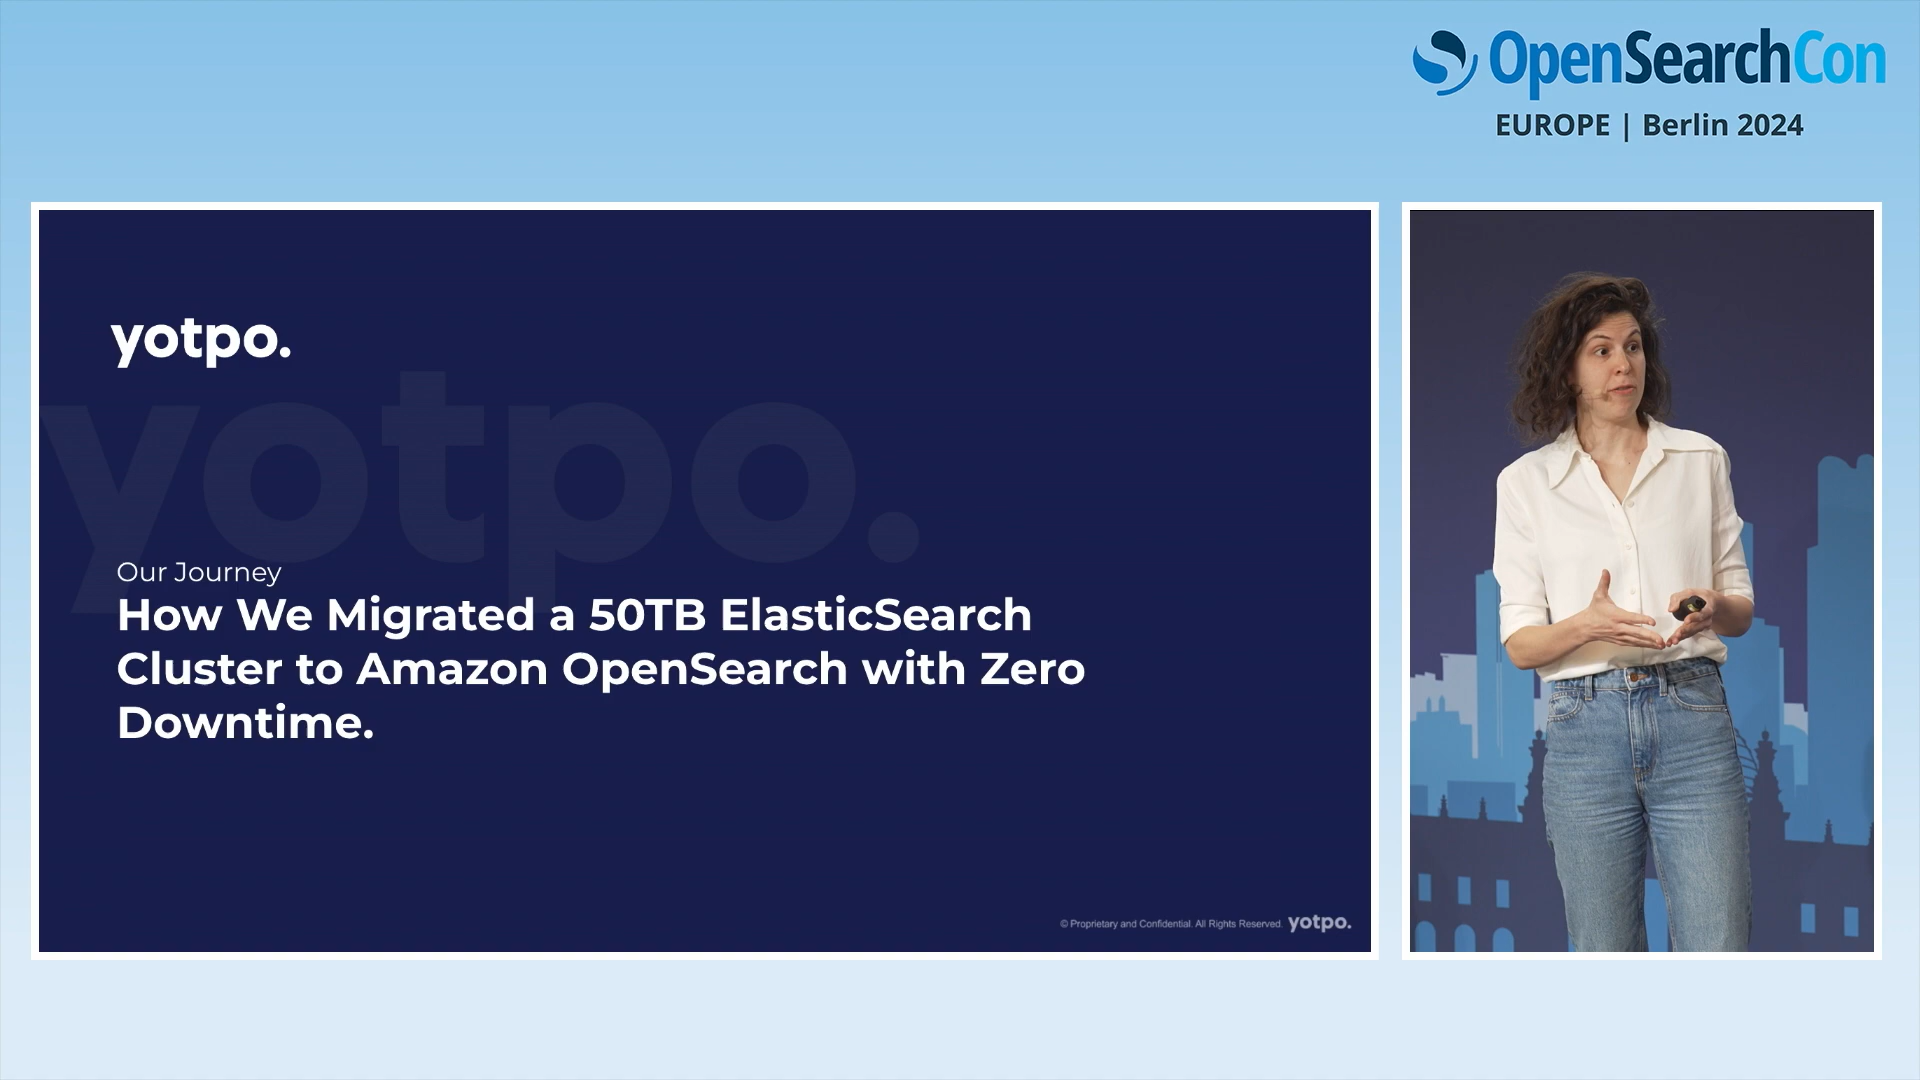 OpenSearchCon
EUROPE | Berlin 2024
yotpo.
yotpo.
Our Journey
How We Migrated a 50TB ElasticSearch
Cluster to Amazon OpenSearch with Zero
Downtime.
© Proprietary and Confidential. All Rights Reserved. yotpo.